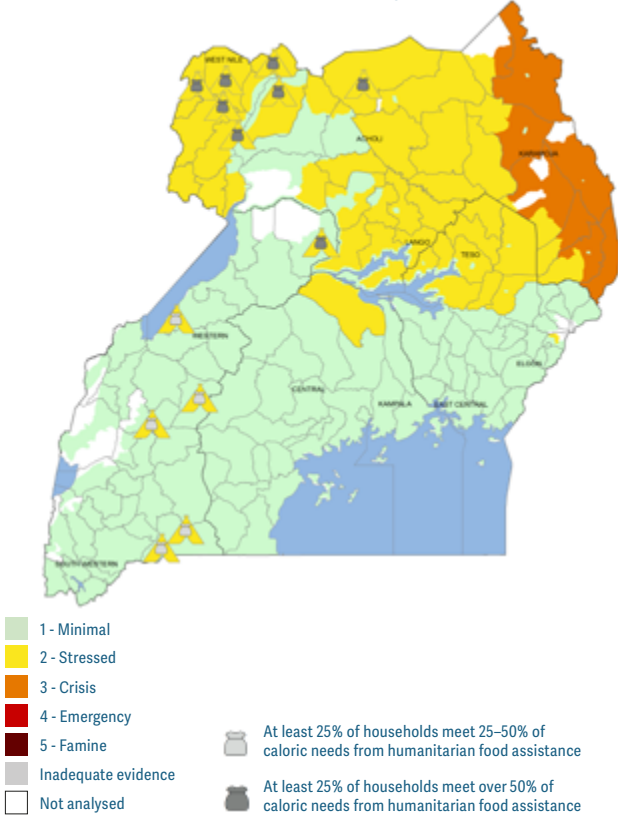 WEST NILE
ACHOLI
KARAMOJA
LANGO
TESO
WESTERN
ELGON
CENTRAL
KAMPALA
EAST CENTRAL
SOUTH WESTERN
1 - Minimal
2 - Stressed
3 - Crisis
4 - Emergency
5 - Famine
Inadequate evidence
Not analysed
At least 25% of households meet 25–50% of
caloric needs from humanitarian food assistance
At least 25% of households meet over 50% of
caloric needs from humanitarian food assistance